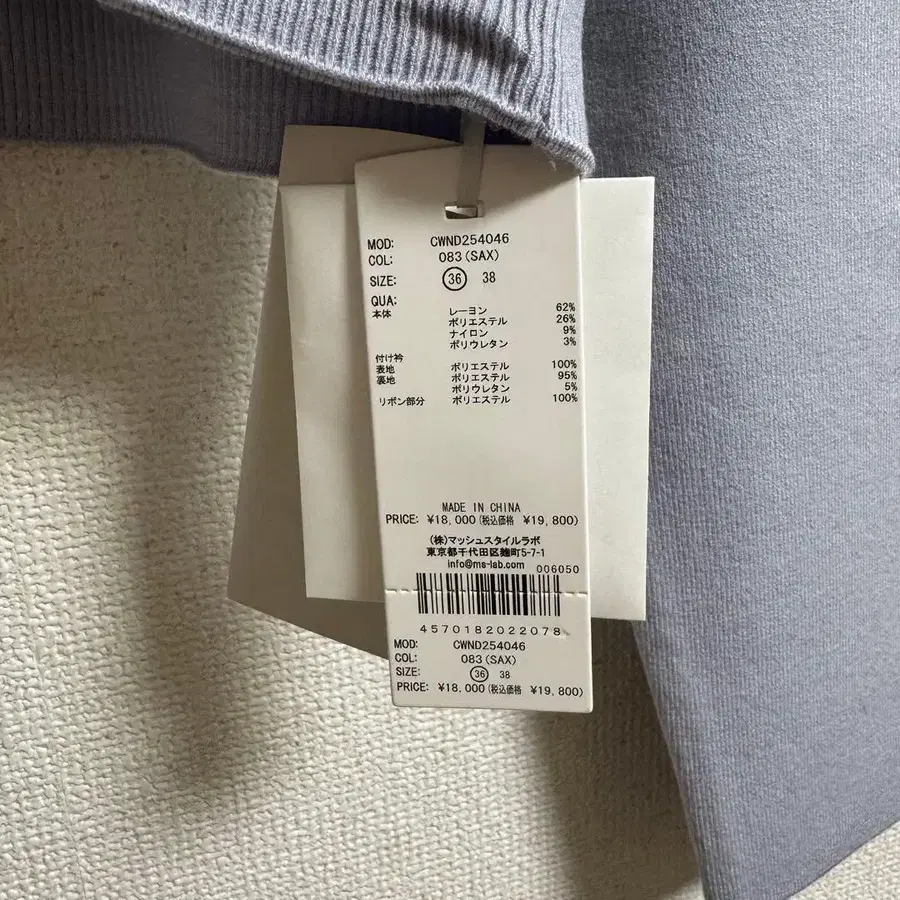 MOD: CWND254046
COL: 083(SAX)
SIZE: 36 38
QUA:
本体 レーヨン 62%
ポリエステル 26%
ナイロン 9%
ポリウレタン 3%
付け衿
表地 ポリエステル 100%
裏地 ポリエステル 95%
ポリウレタン 5%
リボン部分 ポリエステル 100%
MADE IN CHINA
PRICE: ¥18,000(税込価格 ¥19,800)
(株)マッシュスタイルラボ
東京都千代田区麹町5-7-1
info@ms-lab.com 006050
4570182022078
MOD: CWND254046
COL: 083(SAX)
SIZE: 36 38
PRICE: ¥18,000(税込価格 ¥19,800)